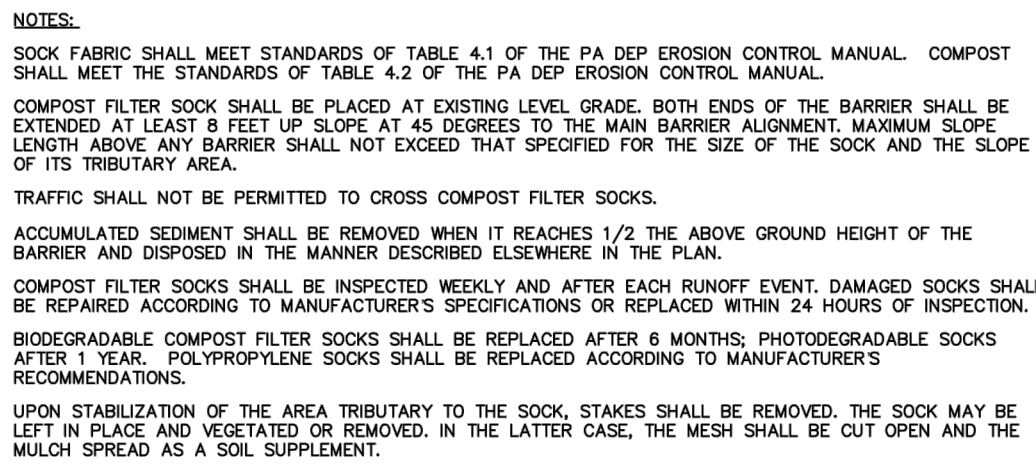 NOTES:
SOCK FABRIC SHALL MEET STANDARDS OF TABLE 4.1 OF THE PA DEP EROSION CONTROL MANUAL. COMPOST
SHALL MEET THE STANDARDS OF TABLE 4.2 OF THE PA DEP EROSION CONTROL MANUAL.
COMPOST FILTER SOCK SHALL BE PLACED AT EXISTING LEVEL GRADE. BOTH ENDS OF THE BARRIER SHALL BE
EXTENDED AT LEAST 8 FEET UP SLOPE AT 45 DEGREES TO THE MAIN BARRIER ALIGNMENT. MAXIMUM SLOPE
LENGTH ABOVE ANY BARRIER SHALL NOT EXCEED THAT SPECIFIED FOR THE SIZE OF THE SOCK AND THE SLOPE
OF ITS TRIBUTARY AREA.
TRAFFIC SHALL NOT BE PERMITTED TO CROSS COMPOST FILTER SOCKS.
ACCUMULATED SEDIMENT SHALL BE REMOVED WHEN IT REACHES 1/2 THE ABOVE GROUND HEIGHT OF THE
BARRIER AND DISPOSED IN THE MANNER DESCRIBED ELSEWHERE IN THE PLAN.
COMPOST FILTER SOCKS SHALL BE INSPECTED WEEKLY AND AFTER EACH RUNOFF EVENT. DAMAGED SOCKS SHALL
BE REPAIRED ACCORDING TO MANUFACTURER'S SPECIFICATIONS OR REPLACED WITHIN 24 HOURS OF INSPECTION.
BIODEGRADABLE COMPOST FILTER SOCKS SHALL BE REPLACED AFTER 6 MONTHS; PHOTODEGRADABLE SOCKS
AFTER 1 YEAR. POLYPROPYLENE SOCKS SHALL BE REPLACED ACCORDING TO MANUFACTURER'S
RECOMMENDATIONS.
UPON STABILIZATION OF THE AREA TRIBUTARY TO THE SOCK, STAKES SHALL BE REMOVED. THE SOCK MAY BE
LEFT IN PLACE AND VEGETATED OR REMOVED. IN THE LATTER CASE, THE MESH SHALL BE CUT OPEN AND THE
MULCH SPREAD AS A SOIL SUPPLEMENT.